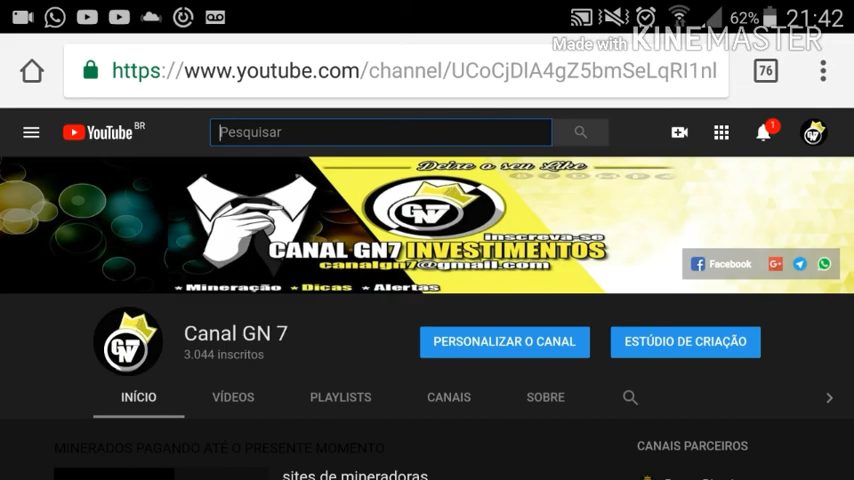 62% 21:42
Made with KINEMASTER
https://www.youtube.com/channel/UCoCjDlA4gZ5bmSeLqRI1nl
76
YouTube BR
Pesquisar
1
Deixe o seu Like
GN7
inscreva-se
CANAL GN7 INVESTIMENTOS
canalgn7@gmail.com
★Mineração ★Dicas ★Alertas
Facebook
GN7
Canal GN 7
3.044 inscritos
PERSONALIZAR O CANAL
ESTÚDIO DE CRIAÇÃO
INÍCIO VÍDEOS PLAYLISTS CANAIS SOBRE
MINERADOS PAGANDO ATÉ O PRESENTE MOMENTO
CANAIS PARCEIROS
sites de mineradoras